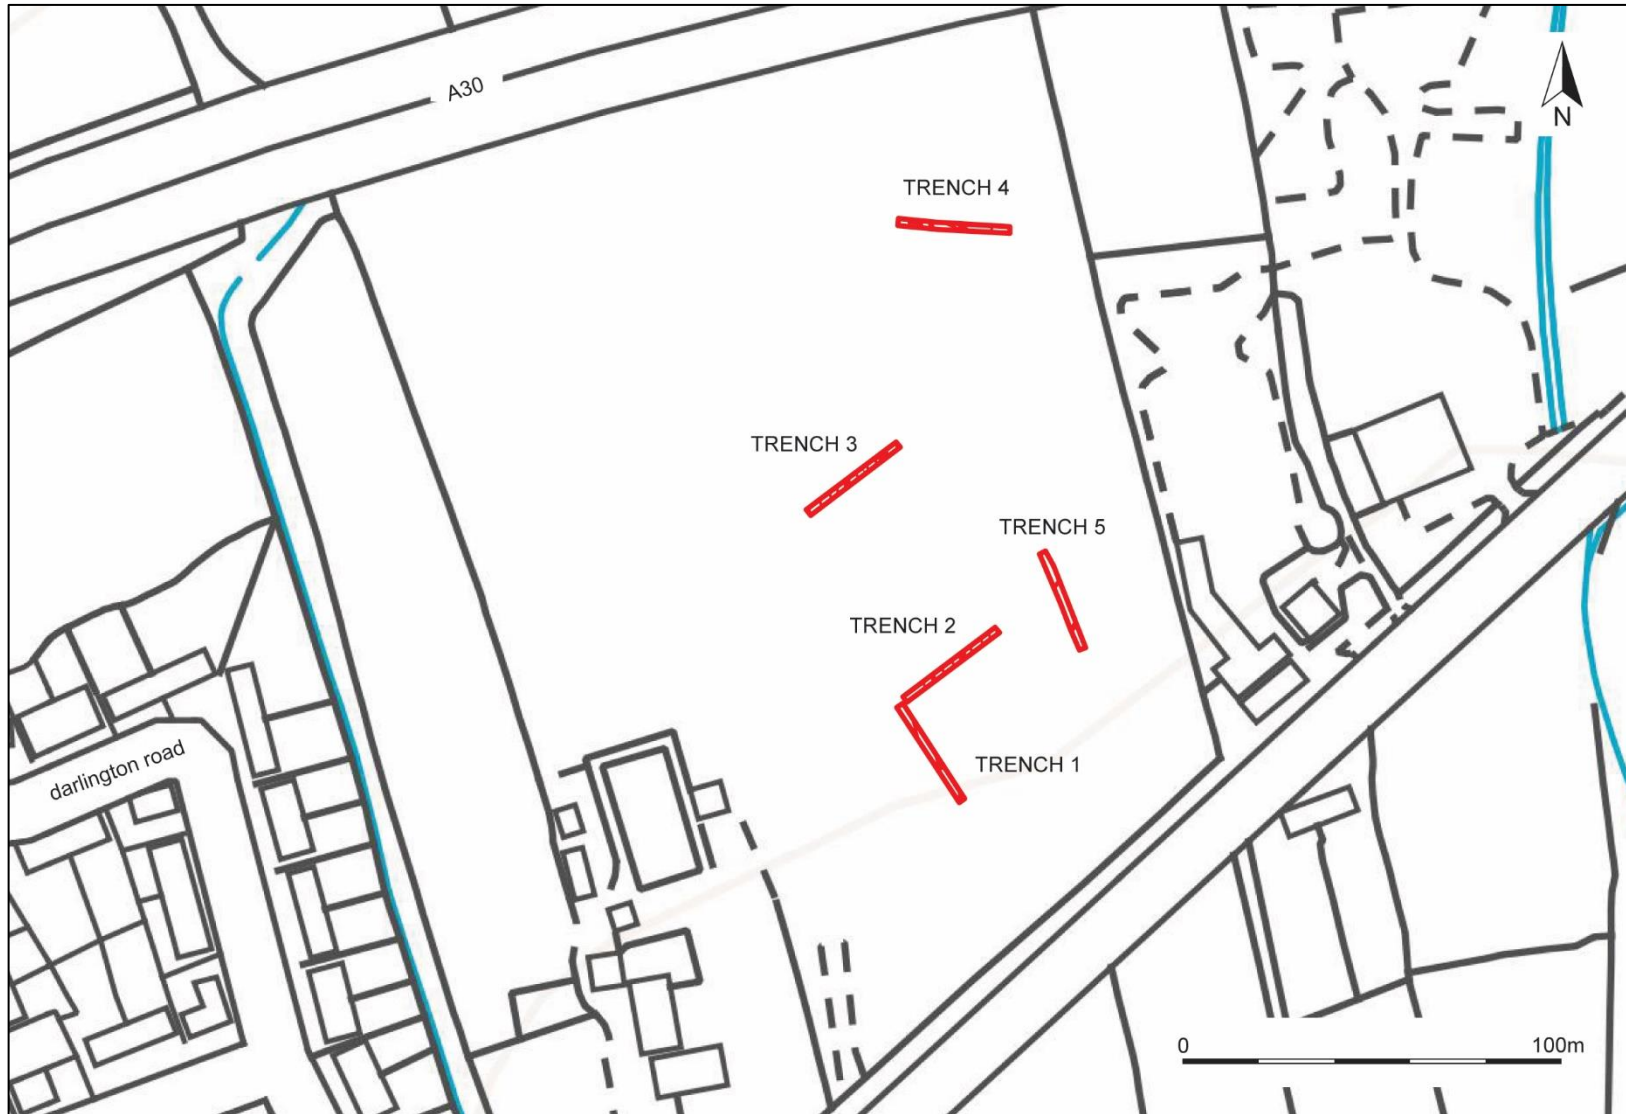 A30
N
TRENCH 4
TRENCH 3
TRENCH 5
TRENCH 2
darlington road
TRENCH 1
0 100m